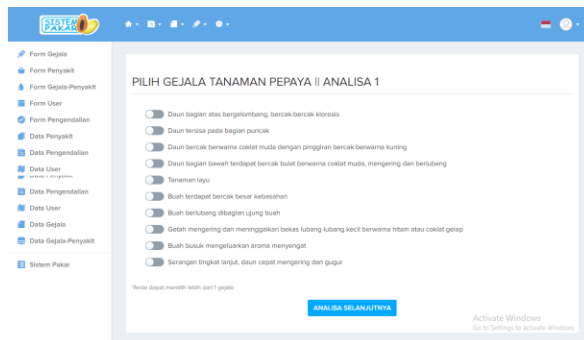 SISTEM
PAKAR
Form Gejala
Form Penyakit
Form Gejala-Penyakit
Form User
Form Pengendalian
Data Penyakit
Data Pengendalian
Data User
Data Penyakit
Data Pengendalian
Data User
Data Gejala
Data Gejala-Penyakit
Sistem Pakar
PILIH GEJALA TANAMAN PEPAYA || ANALISA 1
Daun bagian atas bergelombang, bercak-bercak klorosis
Daun tersisa pada bagian puncak
Daun bercak berwarna coklat muda dengan pinggiran bercak berwarna kuning
Daun bagian bawah terdapat bercak bulat berwarna coklat muda, mengering dan berlubang
Tanaman layu
Buah terdapat bercak besar kebasahan
Buah berlubang dibagian ujung buah
Getah mengering dan meninggalkan bekas lubang-lubang kecil berwarna hitam atau coklat gelap
Buah busuk mengeluarkan aroma menyengat
Serangan tingkat lanjut, daun cepat mengering dan gugur
*Anda dapat memilih lebih dari 1 gejala
ANALISA SELANJUTNYA
Activate Windows
Go to Settings to activate Windows.